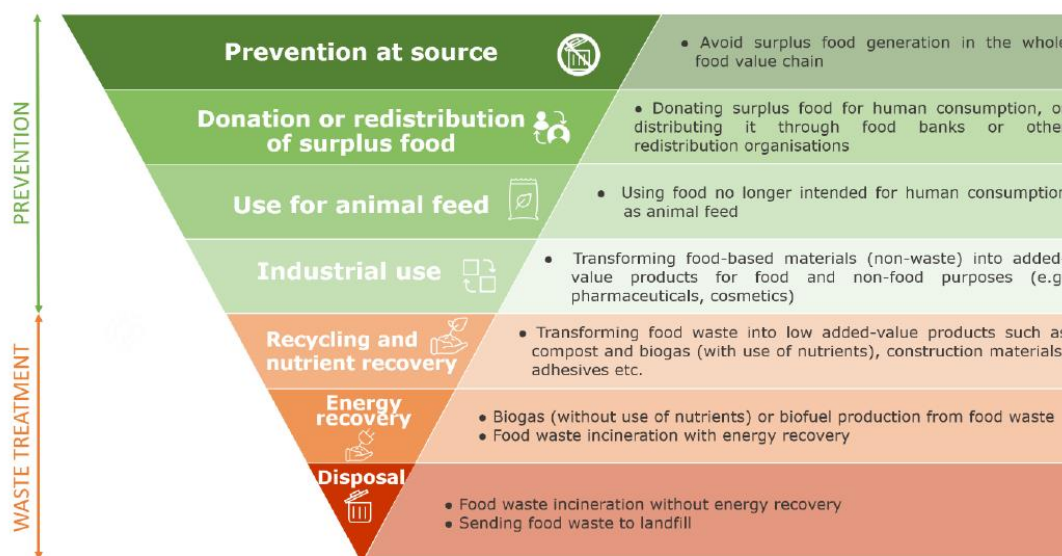 PREVENTION
WASTE TREATMENT
Prevention at source
• Avoid surplus food generation in the whole
food value chain
Donation or redistribution
of surplus food
• Donating surplus food for human consumption, o
distributing it through food banks or othe
redistribution organisations
Use for animal feed
• Using food no longer intended for human consumption
as animal feed
Industrial use
• Transforming food-based materials (non-waste) into added-
value products for food and non-food purposes (e.g
pharmaceuticals, cosmetics)
Recycling and
nutrient recovery
• Transforming food waste into low added-value products such as
compost and biogas (with use of nutrients), construction materials
adhesives etc.
Energy
recovery
• Biogas (without use of nutrients) or biofuel production from food waste
• Food waste incineration with energy recovery
Disposal
• Food waste incineration without energy recovery
• Sending food waste to landfill